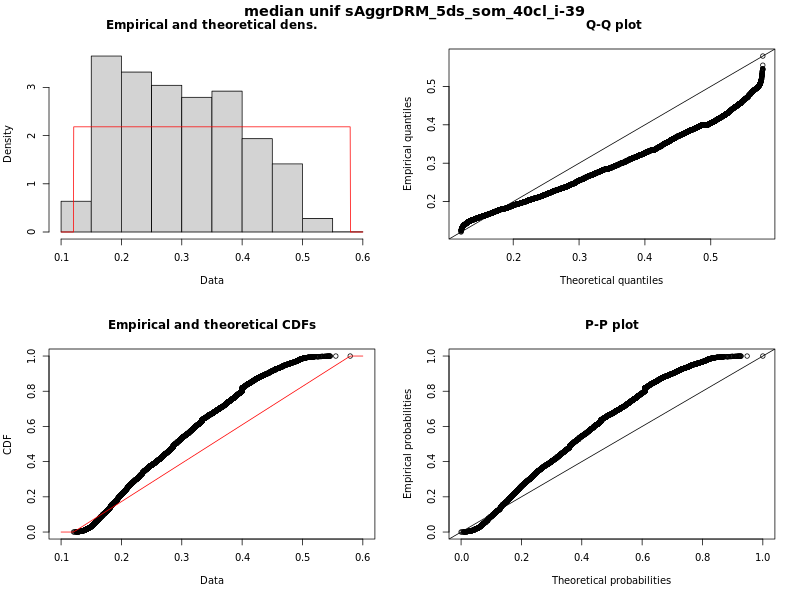 median unif sAggrDRM_5ds_som_40cl_i-39
Empirical and theoretical dens.
Density
0 1 2 3
0.1 0.2 0.3 0.4 0.5 0.6
Data
Q-Q plot
Empirical quantiles
0.2 0.3 0.4 0.5
0.2 0.3 0.4 0.5
Theoretical quantiles
Empirical and theoretical CDFs
CDF
0.0 0.2 0.4 0.6 0.8 1.0
0.1 0.2 0.3 0.4 0.5 0.6
Data
P-P plot
Empirical probabilities
0.0 0.2 0.4 0.6 0.8 1.0
0.0 0.2 0.4 0.6 0.8 1.0
Theoretical probabilities